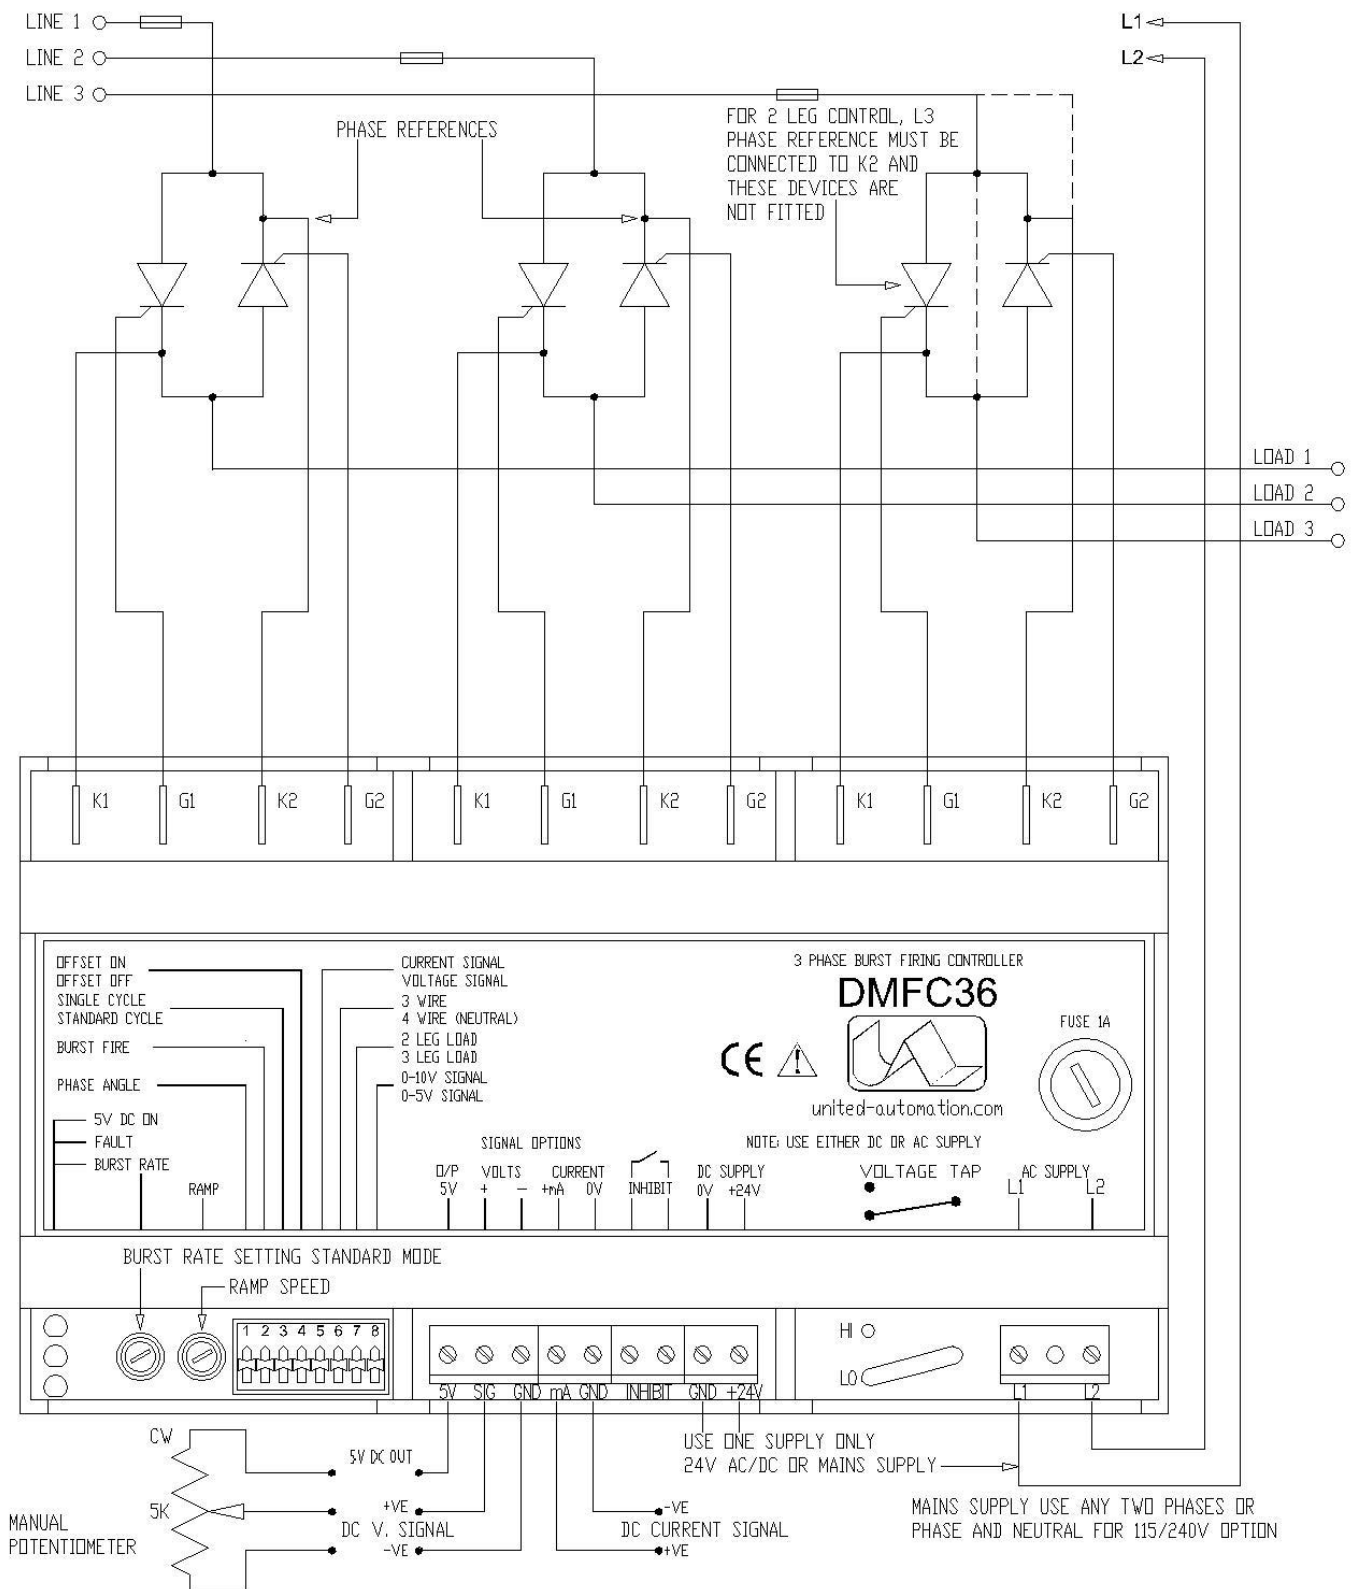 LINE 1
LINE 2
LINE 3
L1
L2
PHASE REFERENCES
FOR 2 LEG CONTROL, L3
PHASE REFERENCE MUST BE
CONNECTED TO K2 AND
THESE DEVICES ARE
NOT FITTED
LOAD 1
LOAD 2
LOAD 3
K1 G1 K2 G2 K1 G1 K2 G2 K1 G1 K2 G2
OFFSET ON
OFFSET OFF
SINGLE CYCLE
STANDARD CYCLE
BURST FIRE
PHASE ANGLE
5V DC ON
FAULT
BURST RATE
RAMP
CURRENT SIGNAL
VOLTAGE SIGNAL
3 WIRE
4 WIRE (NEUTRAL)
2 LEG LOAD
3 LEG LOAD
0-10V SIGNAL
0-5V SIGNAL
3 PHASE BURST FIRING CONTROLLER
DMFC36
CE
united-automation.com
FUSE 1A
SIGNAL OPTIONS
O/P VOLTS CURRENT
5V + - +mA 0V INHIBIT
DC SUPPLY
0V +24V
NOTE; USE EITHER DC OR AC SUPPLY
VOLTAGE TAP
AC SUPPLY
L1 L2
BURST RATE SETTING STANDARD MODE
RAMP SPEED
1 2 3 4 5 6 7 8
HI
LO
5V SIG GND mA GND INHIBIT GND +24V
L1 L2
CW
5K
MANUAL
POTENTIOMETER
5V DC OUT
+VE
DC V. SIGNAL
-VE
-VE
DC CURRENT SIGNAL
+VE
USE ONE SUPPLY ONLY
24V AC/DC OR MAINS SUPPLY
MAINS SUPPLY USE ANY TWO PHASES OR
PHASE AND NEUTRAL FOR 115/240V OPTION